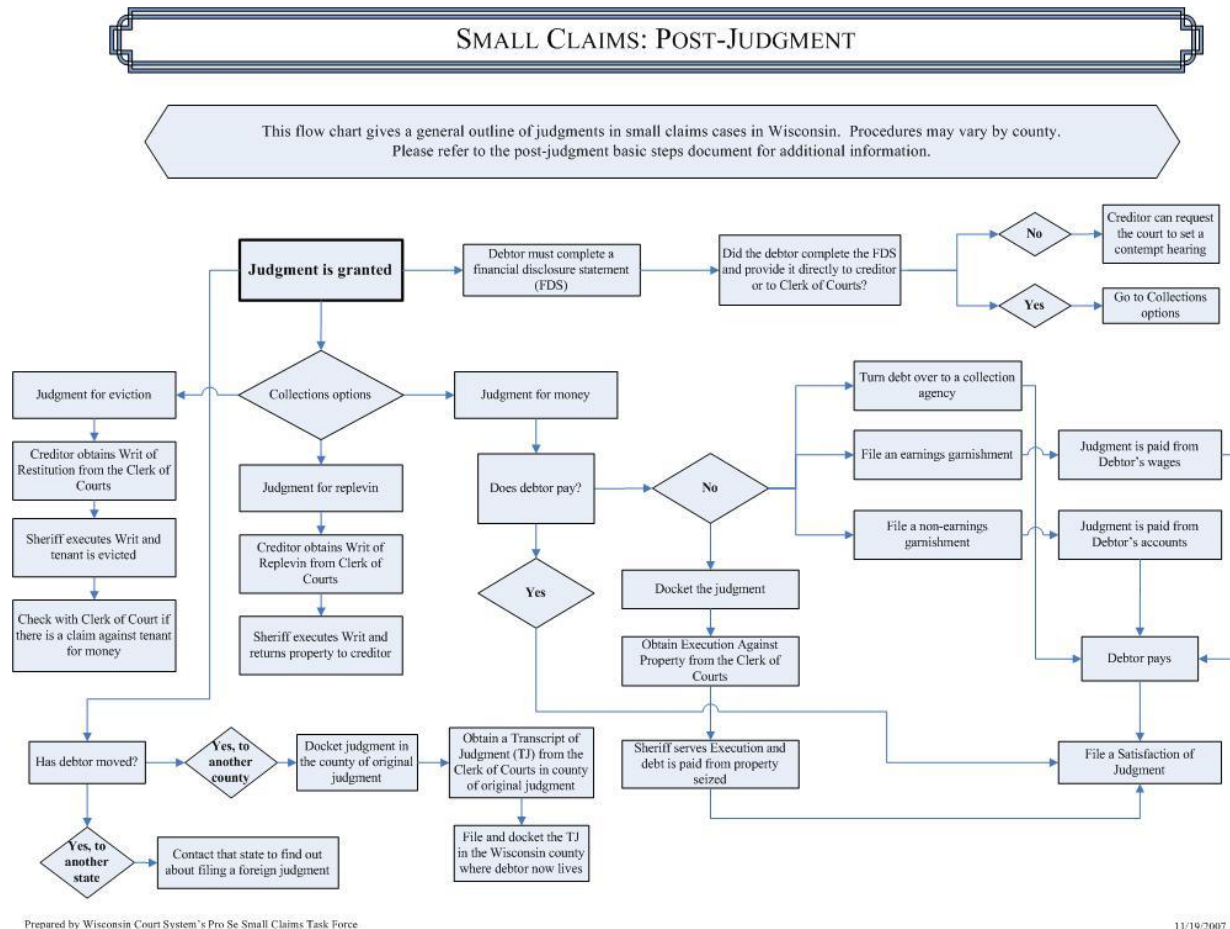 SMALL CLAIMS: POST-JUDGMENT
This flow chart gives a general outline of judgments in small claims cases in Wisconsin.  Procedures may vary by county.
Please refer to the post-judgment basic steps document for additional information.
Judgment is granted
Debtor must complete a
financial disclosure statement
(FDS)
Did the debtor complete the FDS
and provide it directly to creditor
or to Clerk of Courts?
No
Creditor can request
the court to set a
contempt hearing
Yes
Go to Collections
options
Judgment for eviction
Collections options
Judgment for money
Turn debt over to a collection
agency
Creditor obtains Writ of
Restitution from the Clerk of
Courts
Judgment for replevin
Does debtor pay?
No
File an earnings garnishment
Judgment is paid from
Debtor's wages
Sheriff executes Writ and
tenant is evicted
Creditor obtains Writ of
Replevin from Clerk of
Courts
File a non-earnings
garnishment
Judgment is paid from
Debtor's accounts
Yes
Docket the judgment
Check with Clerk of Court if
there is a claim against tenant
for money
Sheriff executes Writ and
returns property to creditor
Obtain Execution Against
Property from the Clerk of
Courts
Debtor pays
Has debtor moved?
Yes, to
another
county
Docket judgment in
the county of original
judgment
Obtain a Transcript of
Judgment (TJ) from the
Clerk of Courts in county
of original judgment
Sheriff serves Execution and
debt is paid from property
seized
File a Satisfaction of
Judgment
Yes, to
another
state
Contact that state to find out
about filing a foreign judgment
File and docket the TJ
in the Wisconsin county
where debtor now lives
Prepared by Wisconsin Court System's Pro Se Small Claims Task Force
11/19/2007